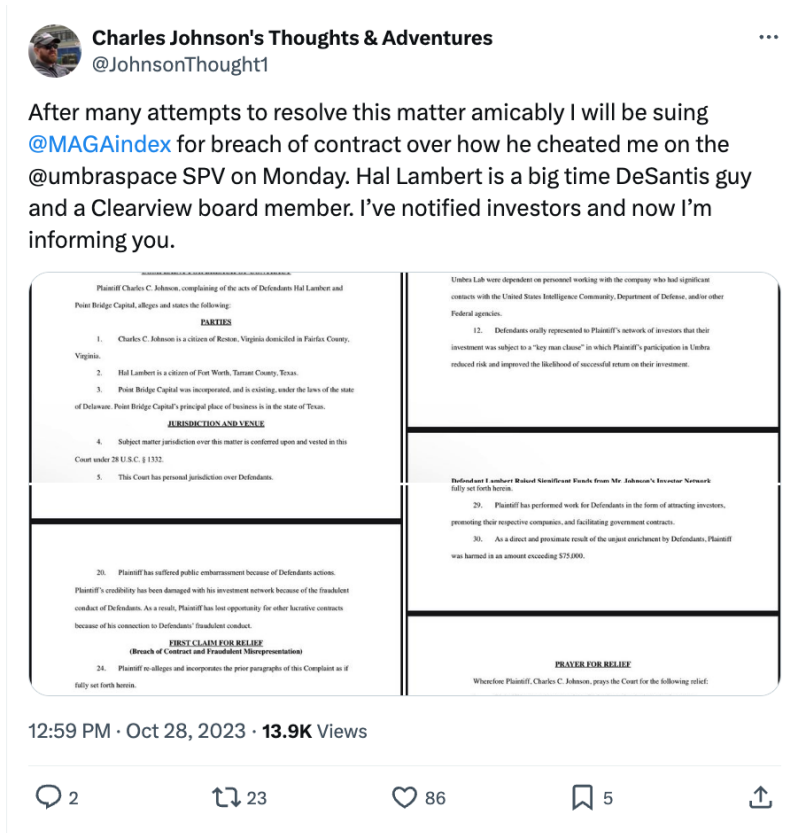 Charles Johnson's Thoughts & Adventures
@JohnsonThought1
After many attempts to resolve this matter amicably I will be suing
@MAGAindex for breach of contract over how he cheated me on the
@umbraspace SPV on Monday. Hal Lambert is a big time DeSantis guy
and a Clearview board member. I've notified investors and now I'm
informing you.
Plaintiff Charles C. Johnson, complaining of the acts of Defendants Hal Lambert and
Point Bridge Capital, alleges and states the following:
PARTIES
1. Charles C. Johnson is a citizen of Reston, Virginia domiciled in Fairfax County,
Virginia.
2. Hal Lambert is a citizen of Fort Worth, Tarrant County, Texas.
3. Point Bridge Capital was incorporated, and is existing, under the laws of the state
of Delaware. Point Bridge Capital's principal place of business is in the state of Texas.
JURISDICTION AND VENUE
4. Subject matter jurisdiction over this matter is conferred upon and vested in this
Court under 28 U.S.C. § 1332.
5. This Court has personal jurisdiction over Defendants.
Umbra Lab were dependent on personnel working with the company who had significant
contacts with the United States Intelligence Community, Department of Defense, and/or other
Federal agencies.
12. Defendants orally represented to Plaintiff's network of investors that their
investment was subject to a "key man clause" in which Plaintiff's participation in Umbra
reduced risk and improved the likelihood of successful return on their investment.
20. Plaintiff has suffered public embarrassment because of Defendants actions.
Plaintiff's credibility has been damaged with his investment network because of the fraudulent
conduct of Defendants. As a result, Plaintiff has lost opportunity for other lucrative contracts
because of his connection to Defendants' fraudulent conduct.
FIRST CLAIM FOR RELIEF
(Breach of Contract and Fraudulent Misrepresentation)
24. Plaintiff re-alleges and incorporates the prior paragraphs of this Complaint as if
fully set forth herein.
Defendant Lambert Raised Significant Funds from Mr. Johnson's Investor Network
fully set forth herein.
29. Plaintiff has performed work for Defendants in the form of attracting investors,
promoting their respective companies, and facilitating government contracts.
30. As a direct and proximate result of the unjust enrichment by Defendants, Plaintiff
was harmed in an amount exceeding $75,000.
PRAYER FOR RELIEF
Wherefore Plaintiff, Charles C. Johnson, prays the Court for the following relief:
12:59 PM · Oct 28, 2023 · 13.9K Views
2 23 86 5